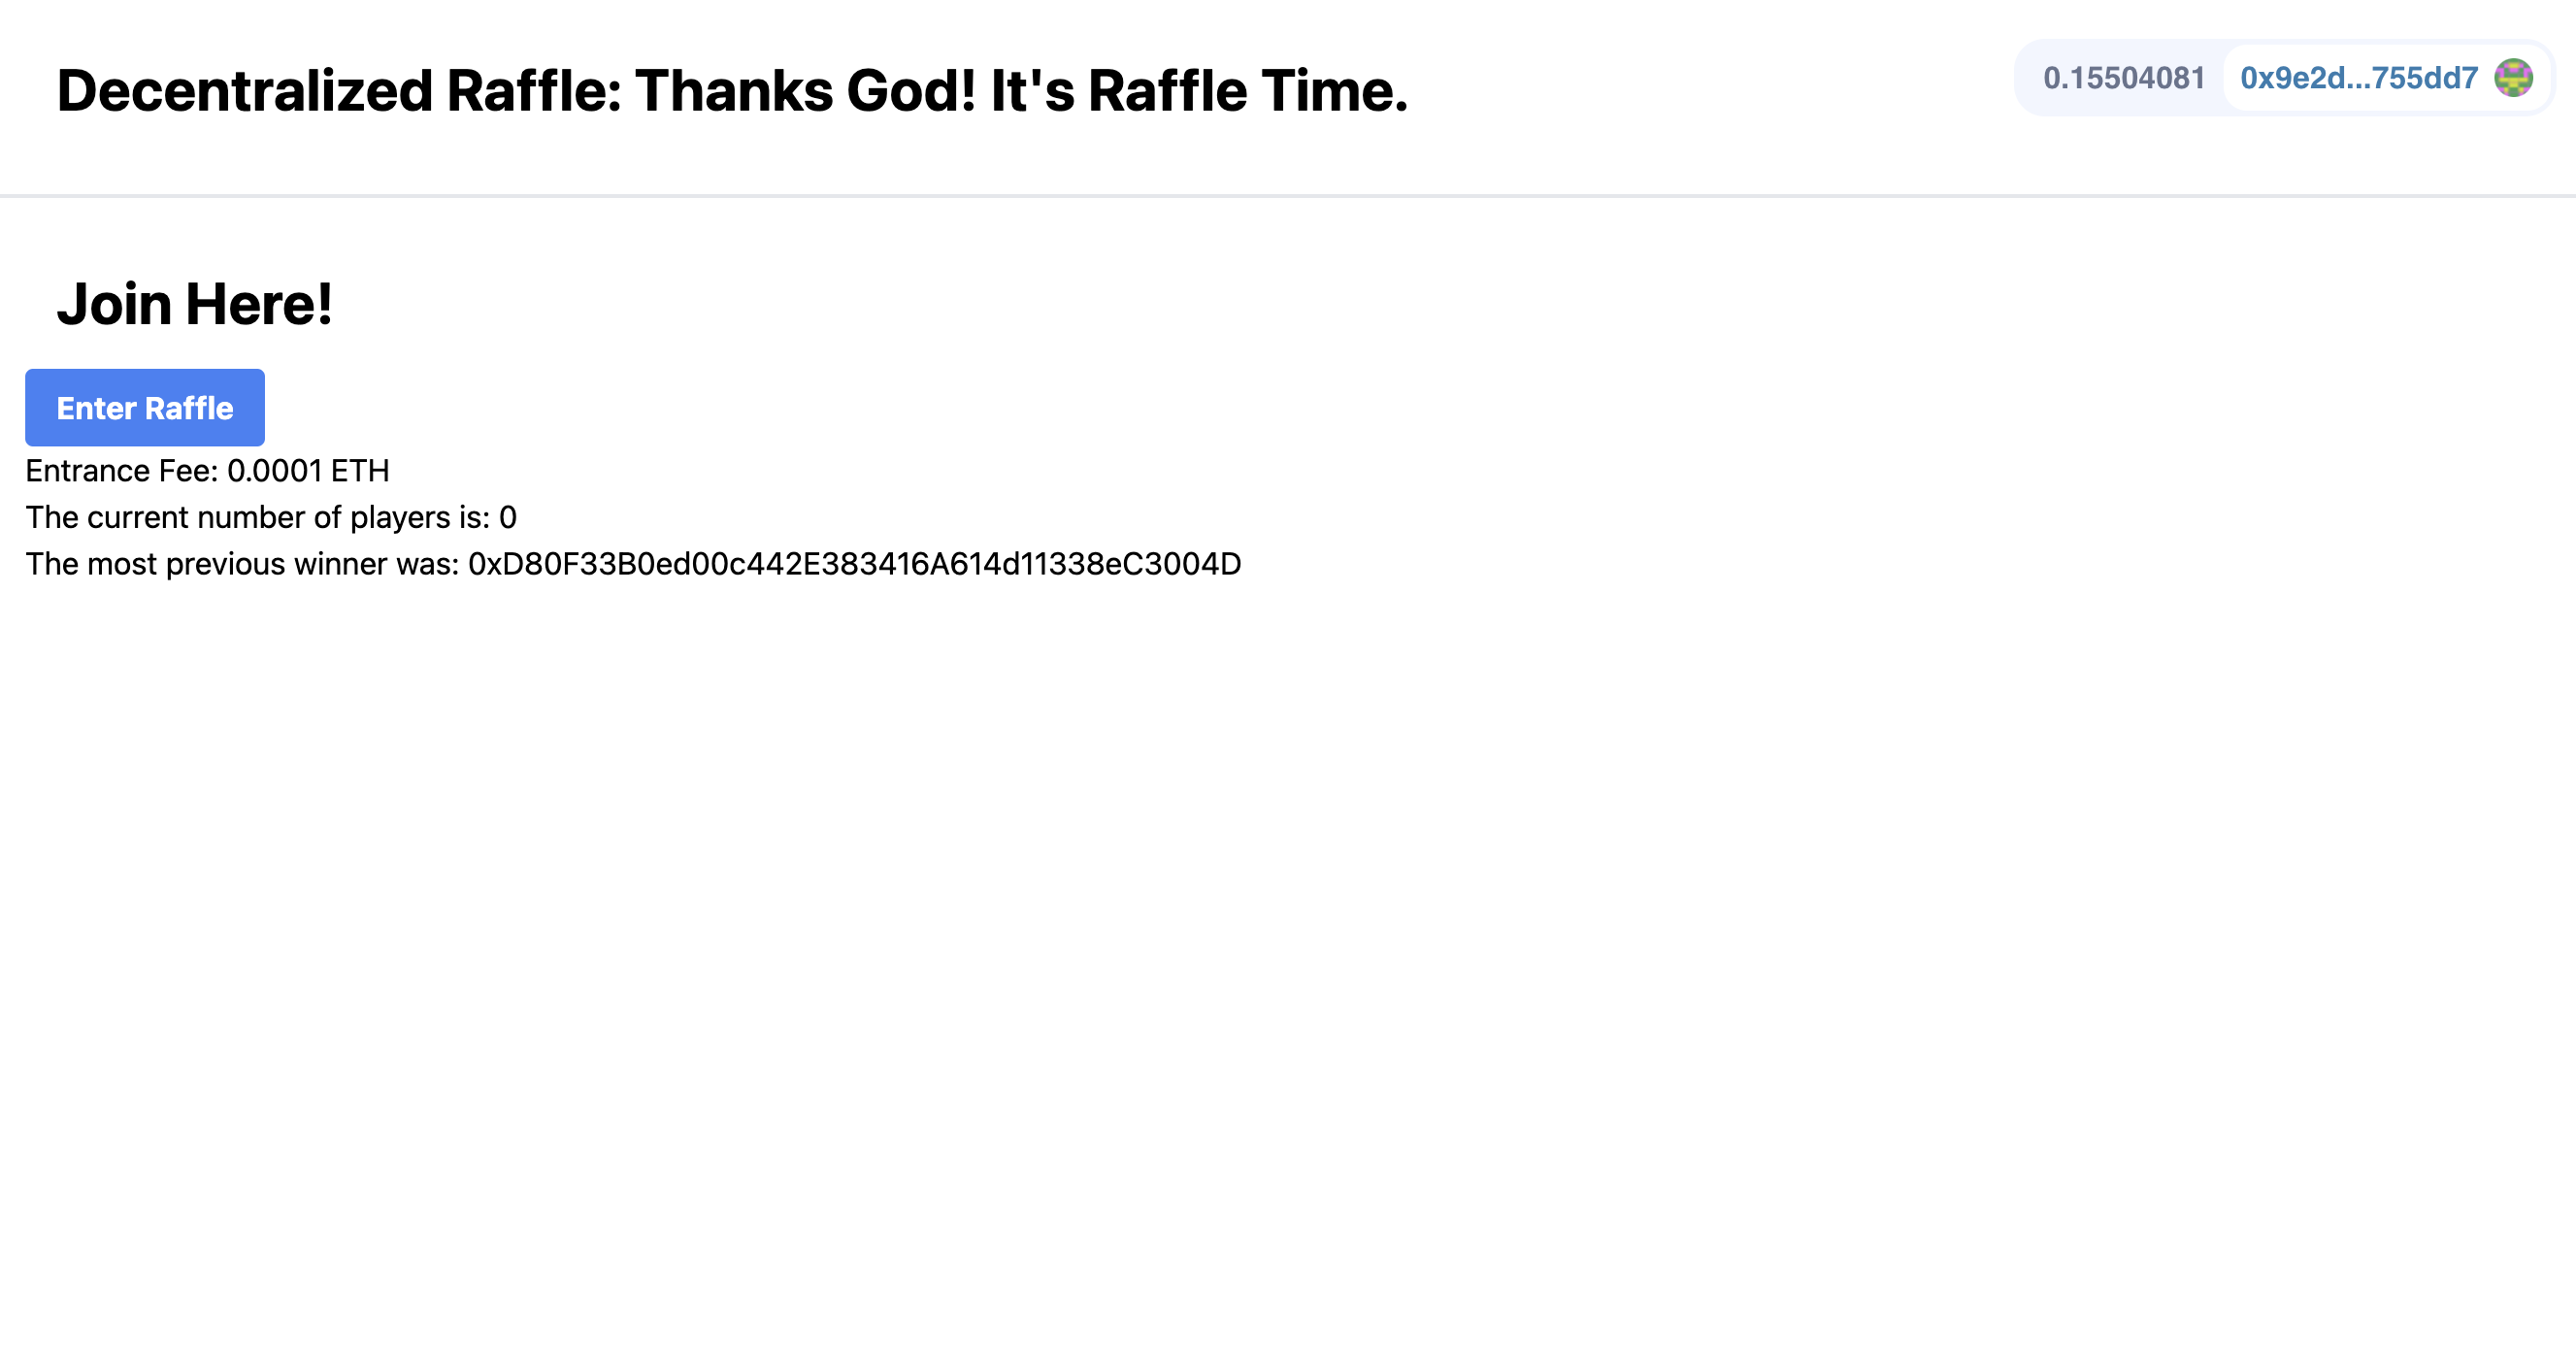 Decentralized Raffle: Thanks God! It's Raffle Time.
0.15504081 0x9e2d...755dd7
Join Here!
Enter Raffle
Entrance Fee: 0.0001 ETH
The current number of players is: 0
The most previous winner was: 0xD80F33B0ed00c442E383416A614d11338eC3004D